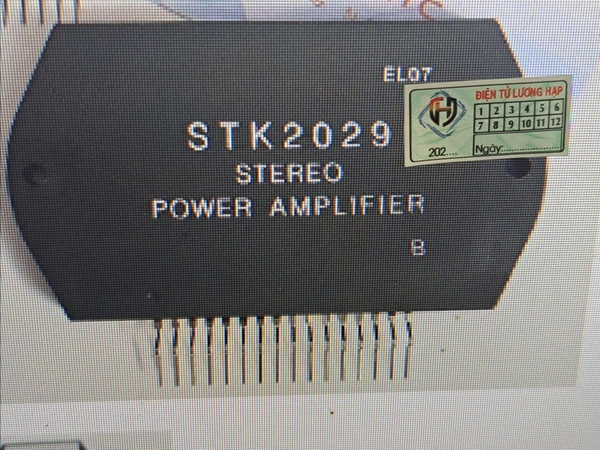 EL07
STK2029
STEREO
POWER AMPLIFIER
B
ĐIỆN TỬ LƯƠNG HẠP
1 2 3 4 5 6
7 8 9 10 11 12
202.... Ngày:............